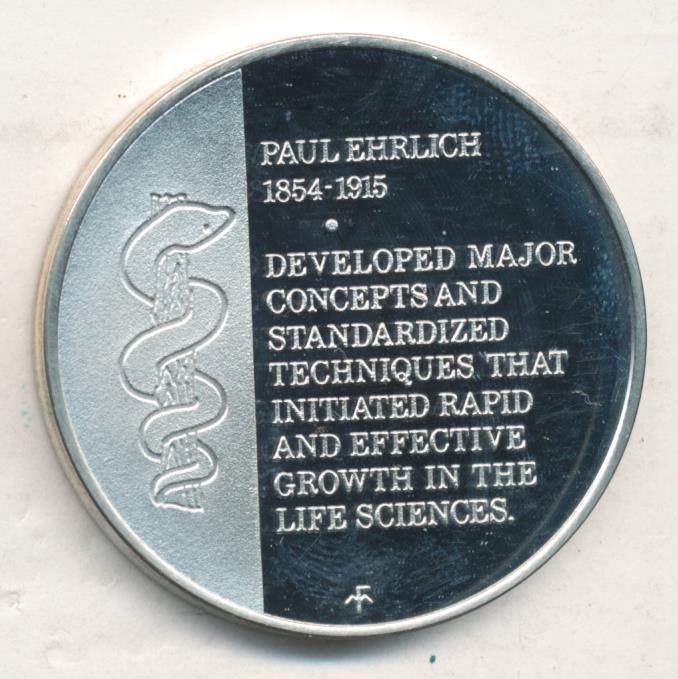 PAUL EHRLICH
1854-1915
DEVELOPED MAJOR
CONCEPTS AND
STANDARDIZED
TECHNIQUES THAT
INITIATED RAPID
AND EFFECTIVE
GROWTH IN THE
LIFE SCIENCES.